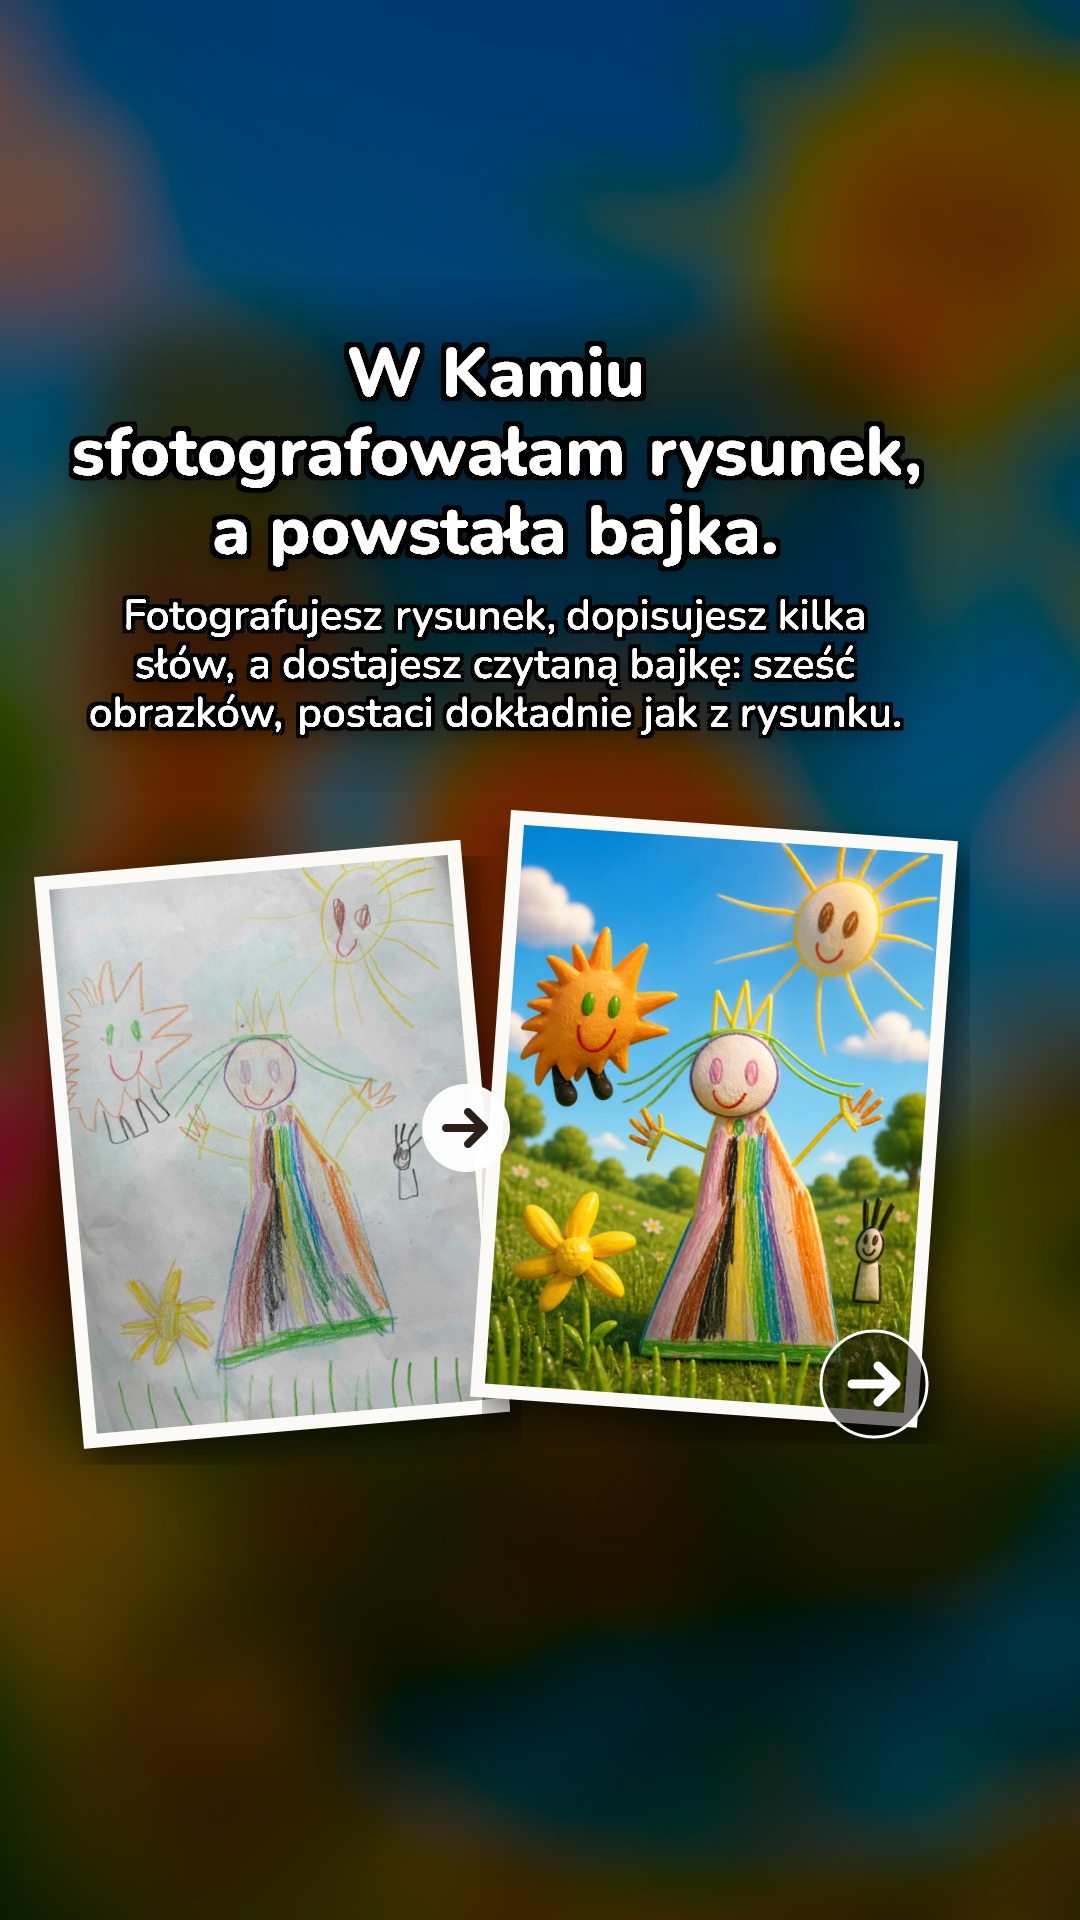 W Kamiu
sfotografowałam rysunek,
a powstała bajka.
Fotografujesz rysunek, dopisujesz kilka
słów, a dostajesz czytaną bajkę: sześć
obrazków, postaci dokładnie jak z rysunku.